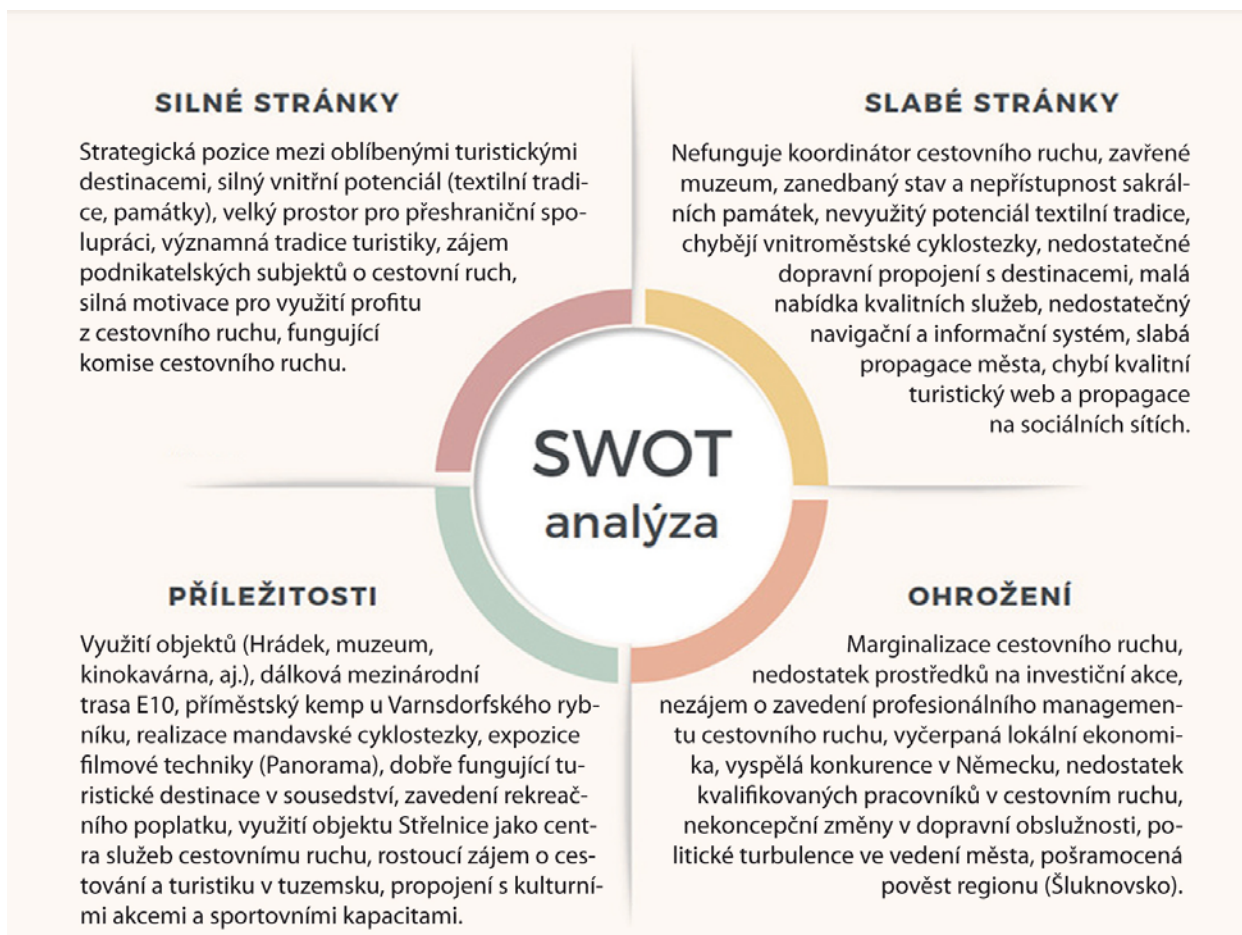 SILNÉ STRÁNKY
Strategická pozice mezi oblíbenými turistickými
destinacemi, silný vnitřní potenciál (textilní tradi-
ce, památky), velký prostor pro přeshraniční spo-
lupráci, významná tradice turistiky, zájem
podnikatelských subjektů o cestovní ruch,
silná motivace pro využití profitu
z cestovního ruchu, fungující
komise cestovního ruchu.
SLABÉ STRÁNKY
Nefunguje koordinátor cestovního ruchu, zavřené
muzeum, zanedbaný stav a nepřístupnost sakrál-
ních památek, nevyužitý potenciál textilní tradice,
chybějí vnitroměstské cyklostezky, nedostatečné
dopravní propojení s destinacemi, malá
nabídka kvalitních služeb, nedostatečný
navigační a informační systém, slabá
propagace města, chybí kvalitní
turistický web a propagace
na sociálních sítích.
SWOT
analýza
PŘÍLEŽITOSTI
Využití objektů (Hrádek, muzeum,
kinokavárna, aj.), dálková mezinárodní
trasa E10, příměstský kemp u Varnsdorfského ryb-
níku, realizace mandavské cyklostezky, expozice
filmové techniky (Panorama), dobře fungující tu-
ristické destinace v sousedství, zavedení rekreač-
ního poplatku, využití objektu Střelnice jako cent-
ra služeb cestovnímu ruchu, rostoucí zájem o ces-
tování a turistiku v tuzemsku, propojení s kulturní-
mi akcemi a sportovními kapacitami.
OHROŽENÍ
Marginalizace cestovního ruchu,
nedostatek prostředků na investiční akce,
nezájem o zavedení profesionálního managemen-
tu cestovního ruchu, vyčerpaná lokální ekonomi-
ka, vyspělá konkurence v Německu, nedostatek
kvalifikovaných pracovníků v cestovním ruchu,
nekoncepční změny v dopravní obslužnosti, po-
litické turbulence ve vedení města, pošramocená
pověst regionu (Šluknovsko).